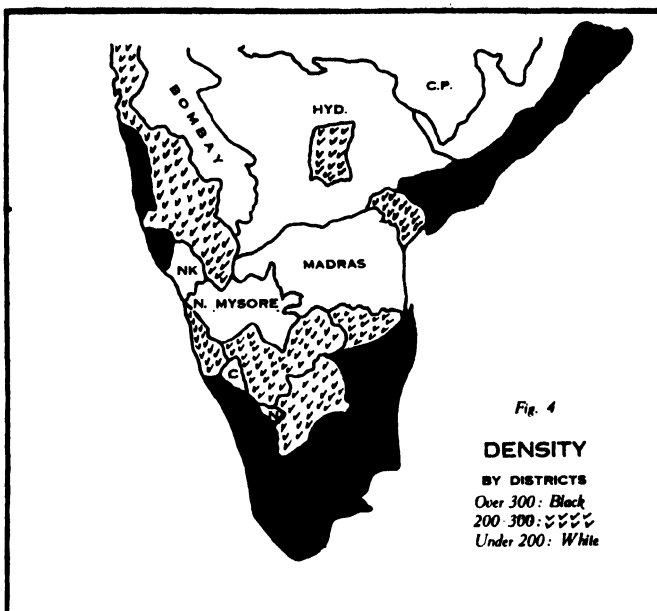 C.P.
HYD.
BOMBAY
MADRAS
NK
N. MYSORE
C
N
Fig. 4
DENSITY
BY DISTRICTS
Over 300: Black
200-300:
Under 200: White